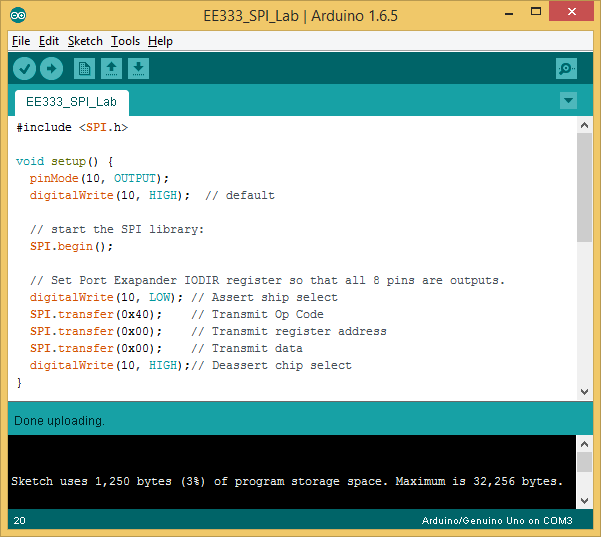 EE333_SPI_Lab | Arduino 1.6.5
File Edit Sketch Tools Help
EE333_SPI_Lab
#include <SPI.h>
void setup() {
pinMode(10, OUTPUT);
digitalWrite(10, HIGH);  // default
// start the SPI library:
SPI.begin();
// Set Port Exapander IODIR register so that all 8 pins are outputs.
digitalWrite(10, LOW); // Assert ship select
SPI.transfer(0x40);    // Transmit Op Code
SPI.transfer(0x00);    // Transmit register address
SPI.transfer(0x00);    // Transmit data
digitalWrite(10, HIGH);// Deassert chip select
}
Done uploading.
Sketch uses 1,250 bytes (3%) of program storage space. Maximum is 32,256 bytes.
20 Arduino/Genuino Uno on COM3